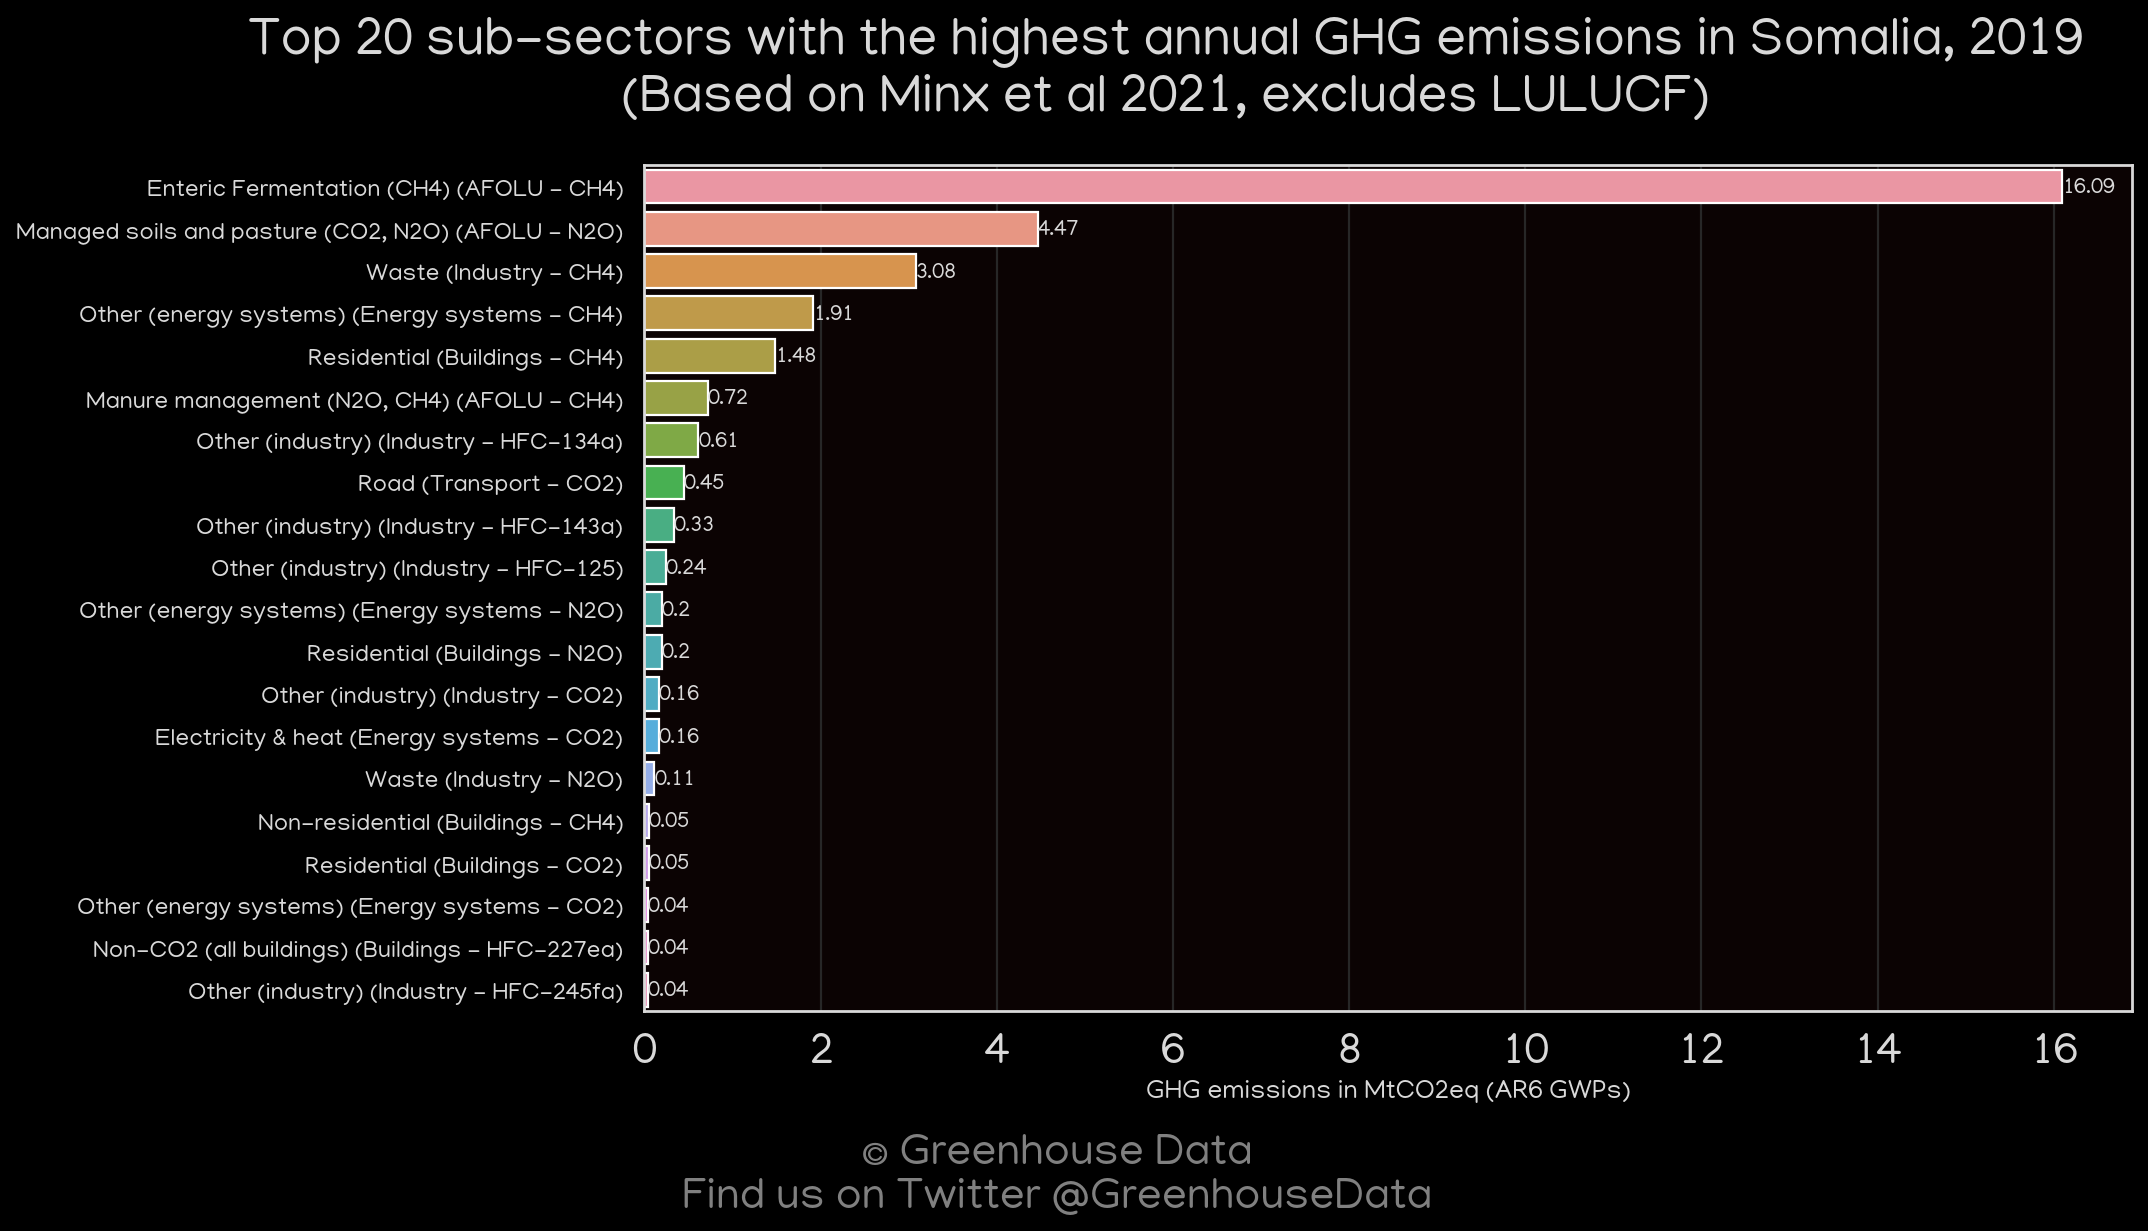 Top 20 sub-sectors with the highest annual GHG emissions in Somalia, 2019
(Based on Minx et al 2021, excludes LULUCF)
Enteric Fermentation (CH4) (AFOLU - CH4) 16.09
Managed soils and pasture (CO2, N2O) (AFOLU - N2O) 4.47
Waste (Industry - CH4) 3.08
Other (energy systems) (Energy systems - CH4) 1.91
Residential (Buildings - CH4) 1.48
Manure management (N2O, CH4) (AFOLU - CH4) 0.72
Other (industry) (Industry - HFC-134a) 0.61
Road (Transport - CO2) 0.45
Other (industry) (Industry - HFC-143a) 0.33
Other (industry) (Industry - HFC-125) 0.24
Other (energy systems) (Energy systems - N2O) 0.2
Residential (Buildings - N2O) 0.2
Other (industry) (Industry - CO2) 0.16
Electricity & heat (Energy systems - CO2) 0.16
Waste (Industry - N2O) 0.11
Non-residential (Buildings - CH4) 0.05
Residential (Buildings - CO2) 0.05
Other (energy systems) (Energy systems - CO2) 0.04
Non-CO2 (all buildings) (Buildings - HFC-227ea) 0.04
Other (industry) (Industry - HFC-245fa) 0.04
0 2 4 6 8 10 12 14 16
GHG emissions in MtCO2eq (AR6 GWPs)
© Greenhouse Data
Find us on Twitter @GreenhouseData